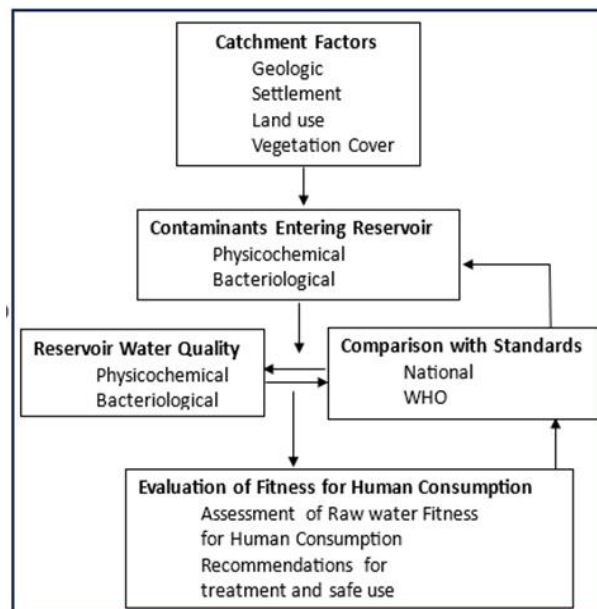 Catchment Factors
Geologic
Settlement
Land use
Vegetation Cover
Contaminants Entering Reservoir
Physicochemical
Bacteriological
Reservoir Water Quality
Physicochemical
Bacteriological
Comparison with Standards
National
WHO
Evaluation of Fitness for Human Consumption
Assessment of Raw water Fitness
for Human Consumption
Recommendations for
treatment and safe use